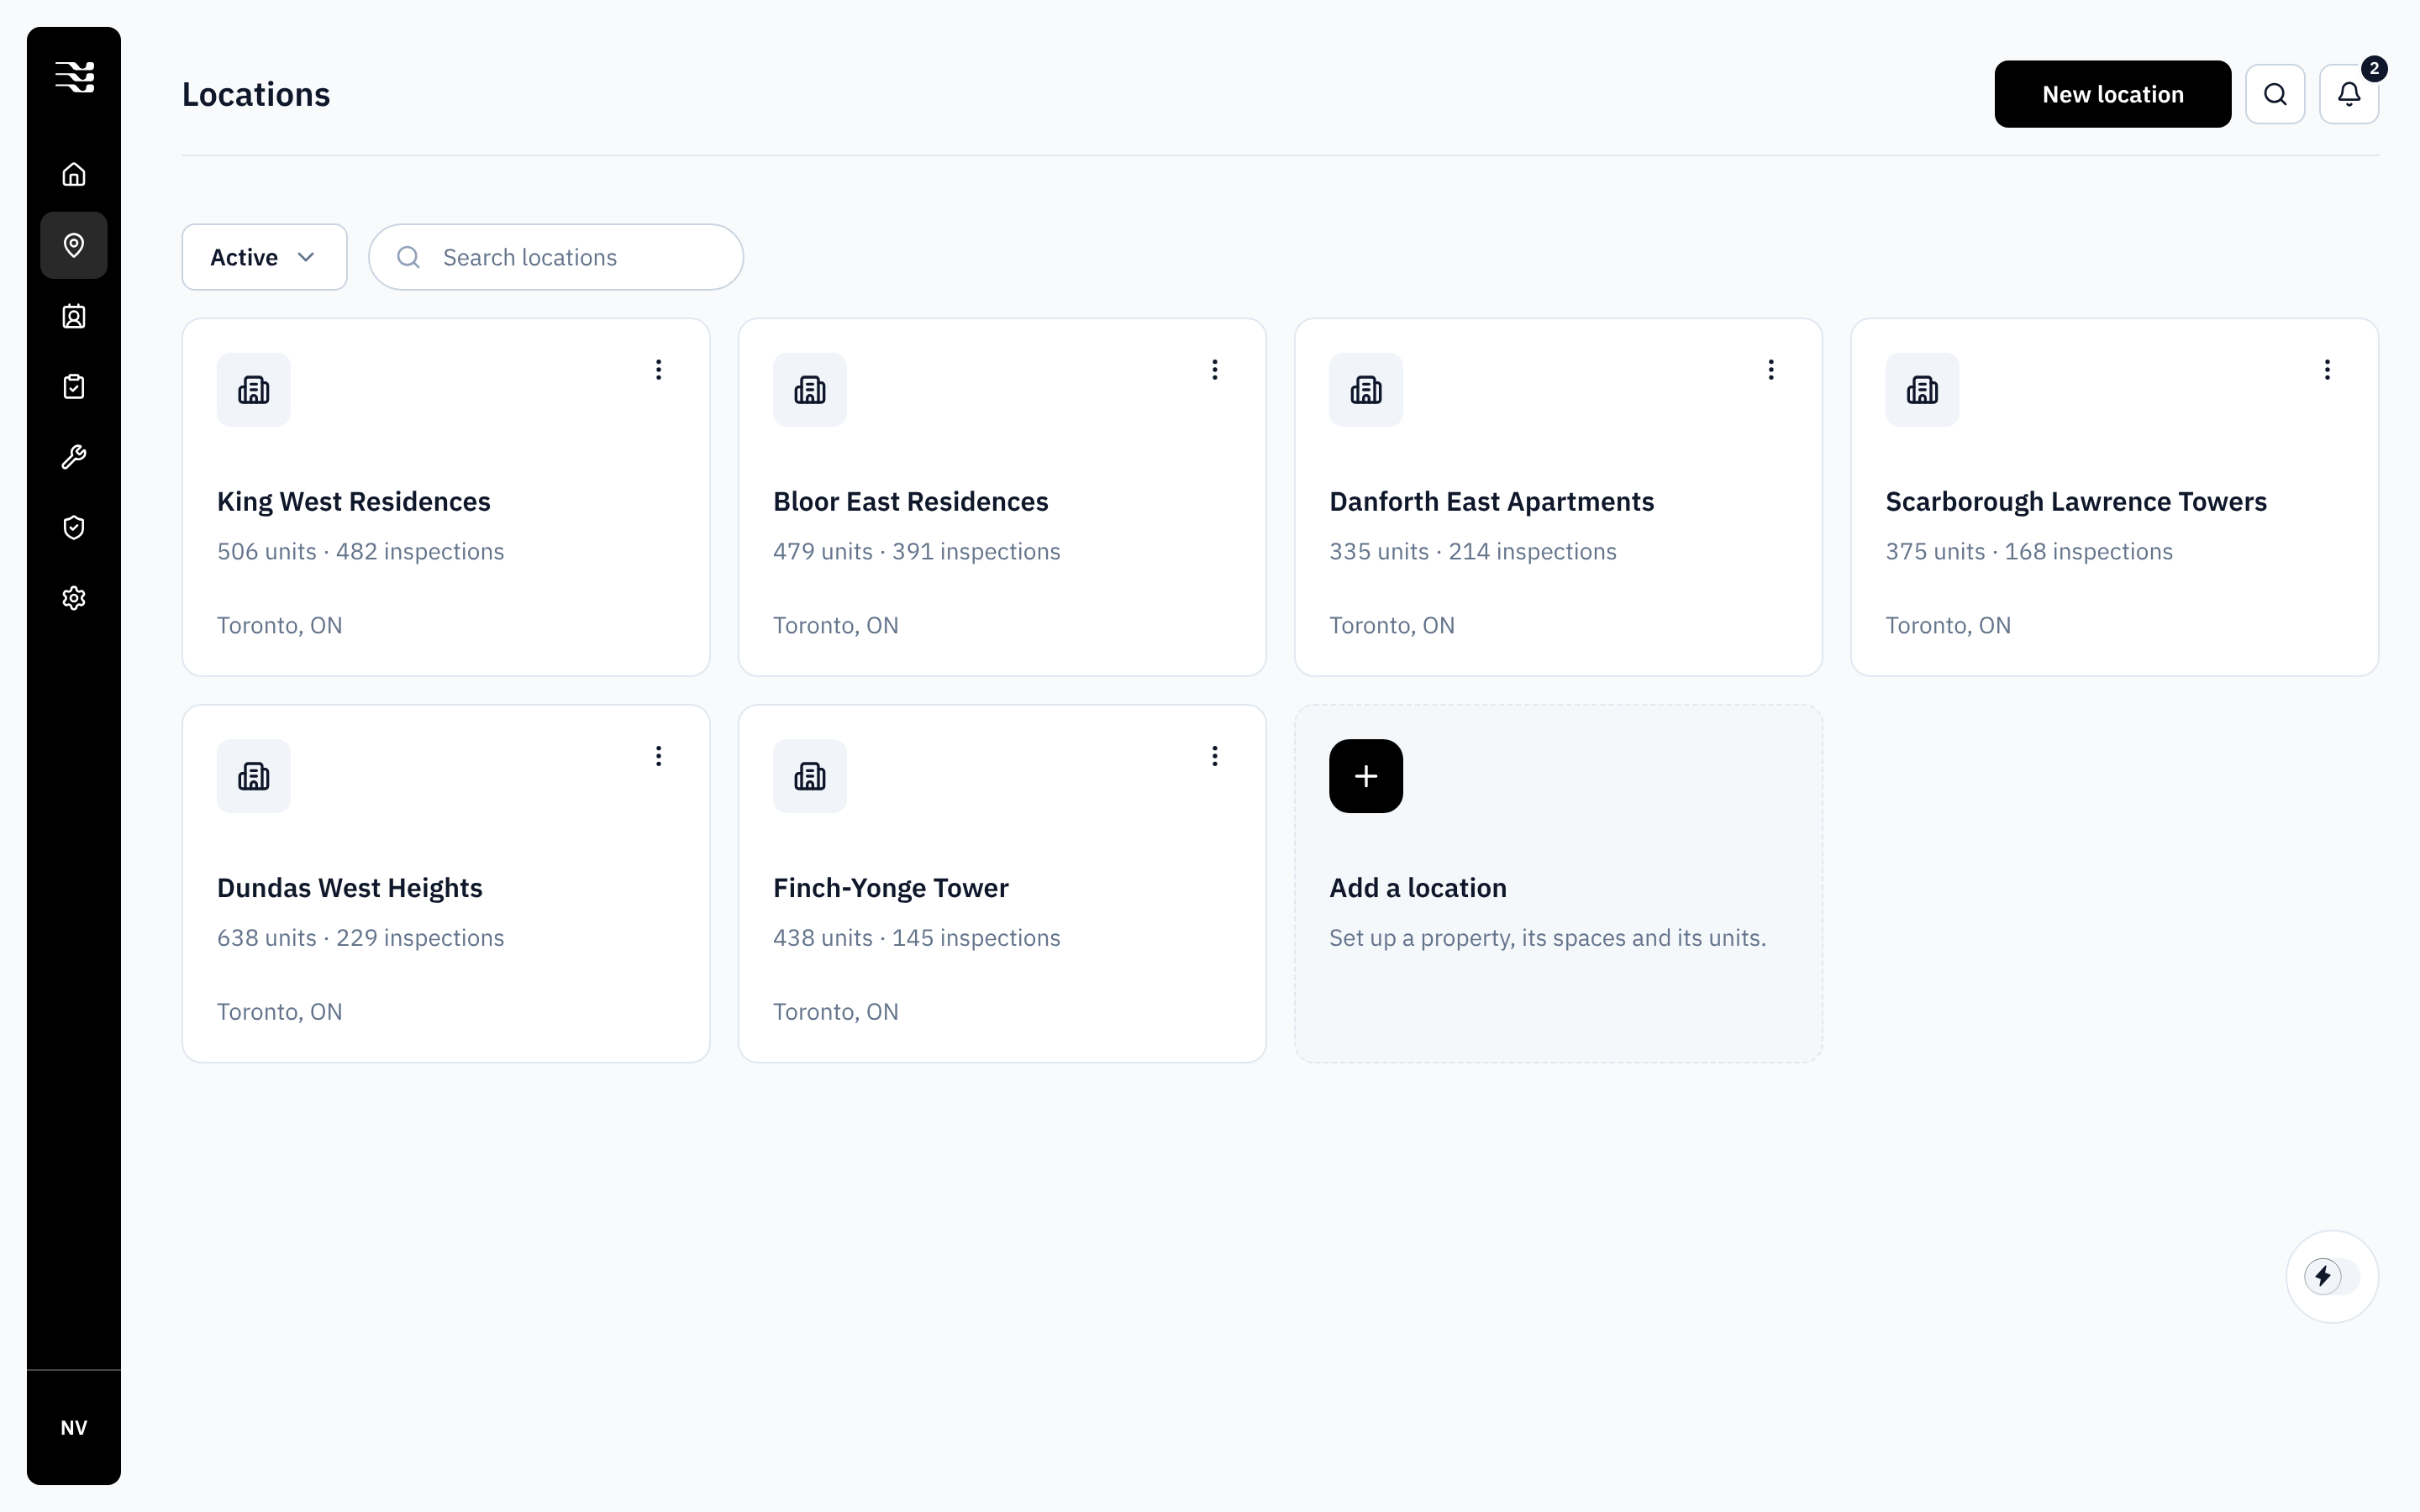 Locations
New location
2
Active
Search locations
King West Residences
506 units · 482 inspections
Toronto, ON
Bloor East Residences
479 units · 391 inspections
Toronto, ON
Danforth East Apartments
335 units · 214 inspections
Toronto, ON
Scarborough Lawrence Towers
375 units · 168 inspections
Toronto, ON
Dundas West Heights
638 units · 229 inspections
Toronto, ON
Finch-Yonge Tower
438 units · 145 inspections
Toronto, ON
Add a location
Set up a property, its spaces and its units.
NV